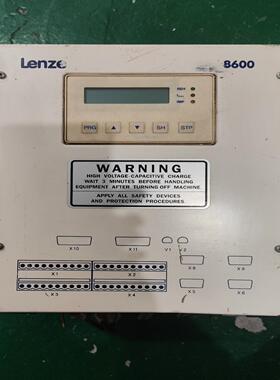 Lenze
8600
PRG
SH
STP
WARNING
HIGH VOLTAGE-CAPACITIVE CHARGE
WAIT 3 MINUTES BEFORE HANDLING
EQUIPMENT AFTER TURNING OFF MACHINE
APPLY ALL SAFETY DEVICES
AND PROTECTION PROCEDURES.
X10 X11 V1 V2
X8 X9
X1 X2
X3 X4 X5 X6